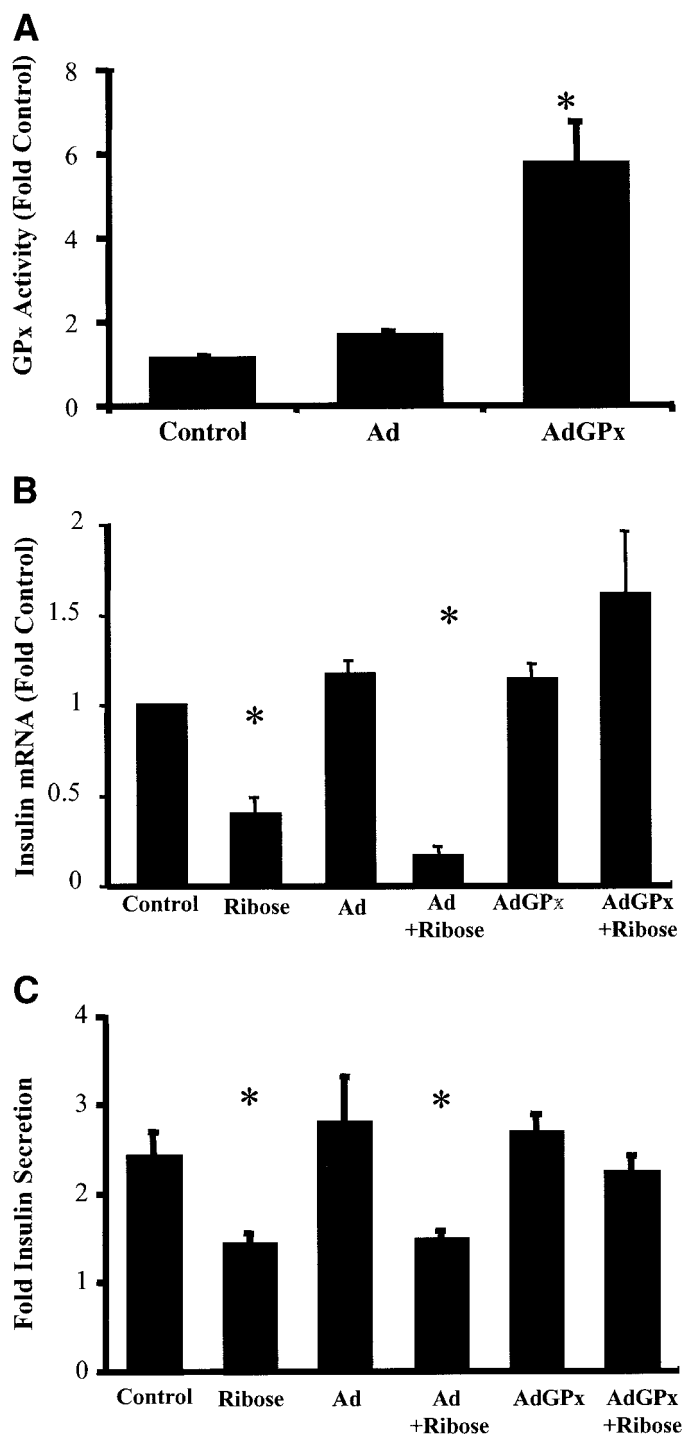 A
GPx Activity (Fold Control)
8
6
4
2
0
*
Control Ad AdGPx
B
Insulin mRNA (Fold Control)
2
1.5
1
0.5
0
*
*
Control Ribose Ad Ad +Ribose AdGPx AdGPx +Ribose
C
Fold Insulin Secretion
4
3
2
1
0
*
*
Control Ribose Ad Ad +Ribose AdGPx AdGPx +Ribose